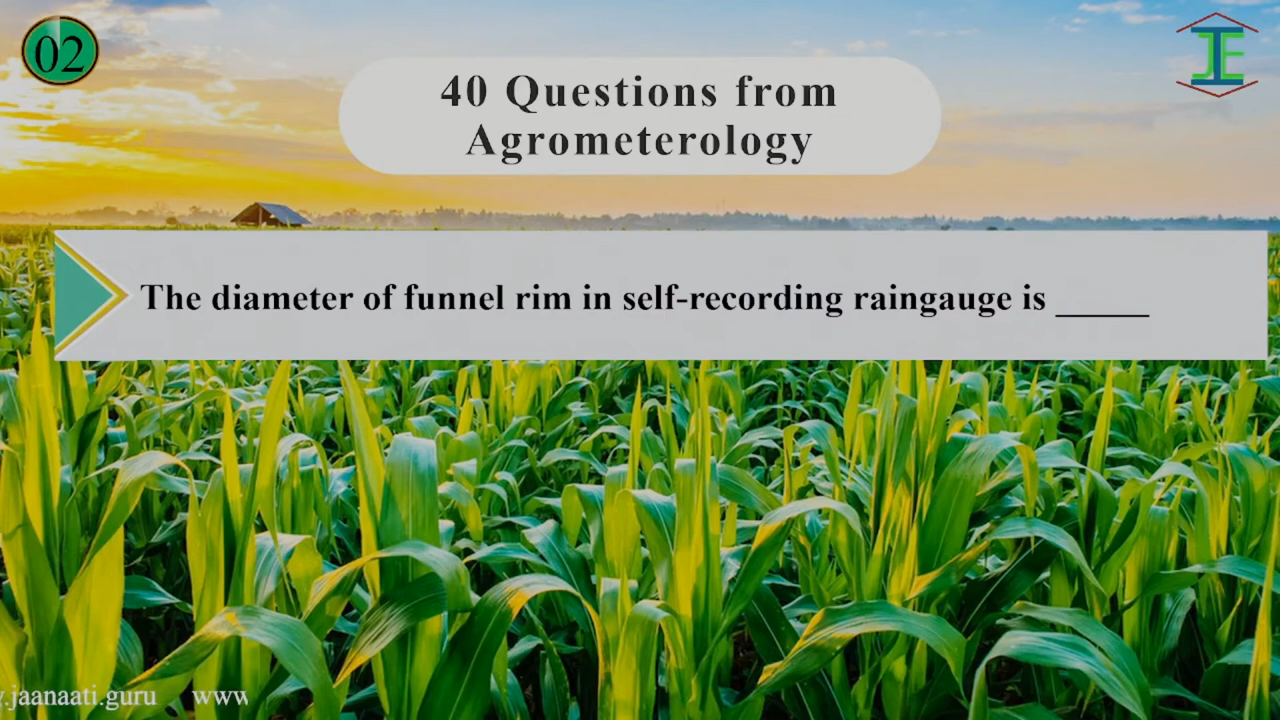 02
JE
40 Questions from
Agrometerology
The diameter of funnel rim in self-recording raingauge is ______
.jaanaati.guru www